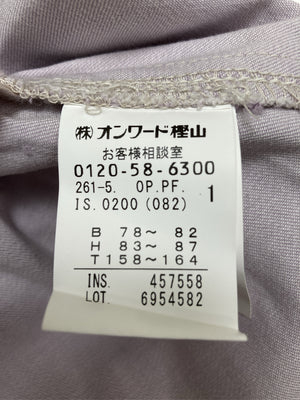 (株)オンワード樫山
お客様相談室
0120-58-6300
261-5. OP.PF. 1
IS.0200(082)
B 78～ 82
H 83～ 87
T 158～164
INS. 457558
LOT. 6954582